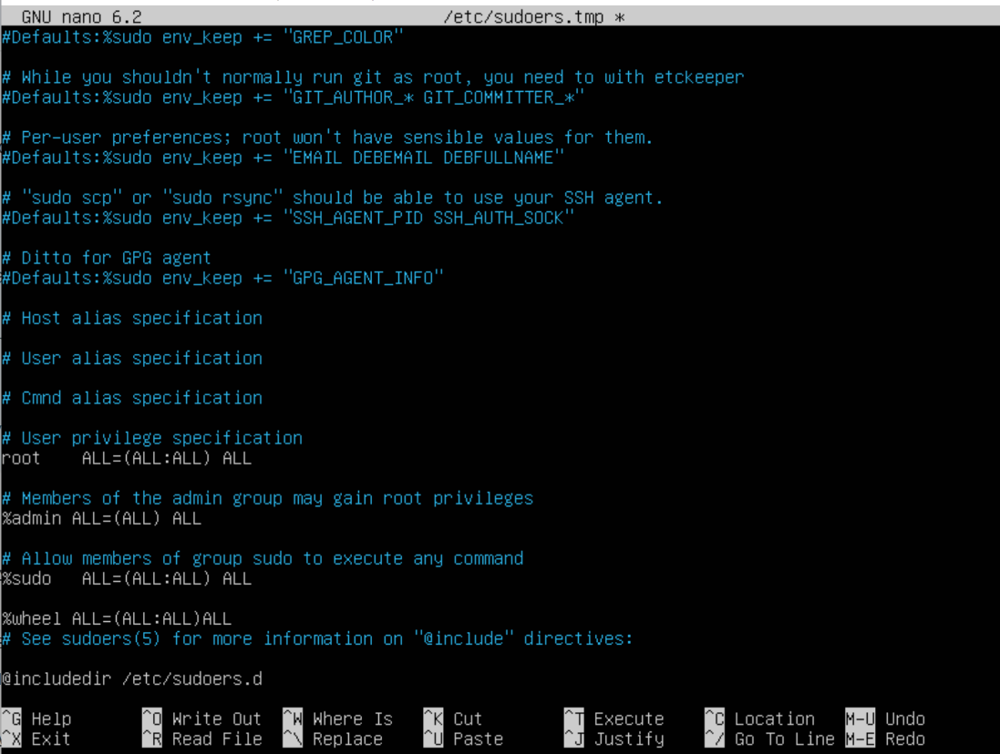 GNU nano 6.2 /etc/sudoers.tmp *
#Defaults:%sudo env_keep += "GREP_COLOR"
# While you shouldn't normally run git as root, you need to with etckeeper
#Defaults:%sudo env_keep += "GIT_AUTHOR_* GIT_COMMITTER_*"
# Per-user preferences; root won't have sensible values for them.
#Defaults:%sudo env_keep += "EMAIL DEBEMAIL DEBFULLNAME"
# "sudo scp" or "sudo rsync" should be able to use your SSH agent.
#Defaults:%sudo env_keep += "SSH_AGENT_PID SSH_AUTH_SOCK"
# Ditto for GPG agent
#Defaults:%sudo env_keep += "GPG_AGENT_INFO"
# Host alias specification
# User alias specification
# Cmnd alias specification
# User privilege specification
root    ALL=(ALL:ALL) ALL
# Members of the admin group may gain root privileges
%admin ALL=(ALL) ALL
# Allow members of group sudo to execute any command
%sudo   ALL=(ALL:ALL) ALL
%wheel ALL=(ALL:ALL)ALL
# See sudoers(5) for more information on "@include" directives:
@includedir /etc/sudoers.d
^G Help ^O Write Out ^W Where Is ^K Cut ^T Execute ^C Location M-U Undo
^X Exit ^R Read File ^\ Replace ^U Paste ^J Justify ^/ Go To Line M-E Redo